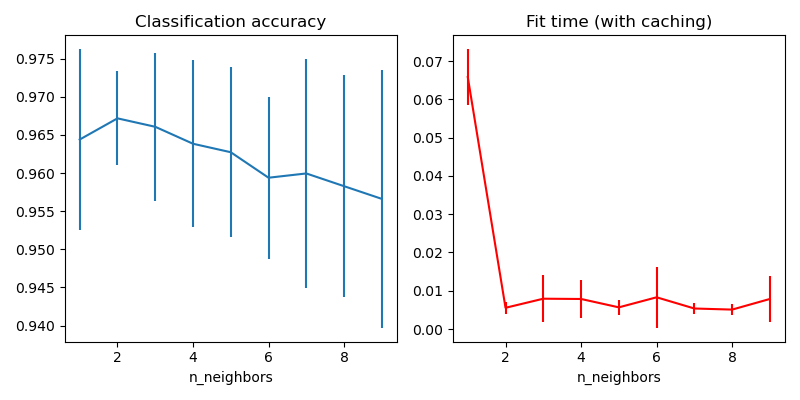 Classification accuracy
0.975
0.970
0.965
0.960
0.955
0.950
0.945
0.940
2 4 6 8
n_neighbors
Fit time (with caching)
0.07
0.06
0.05
0.04
0.03
0.02
0.01
0.00
2 4 6 8
n_neighbors